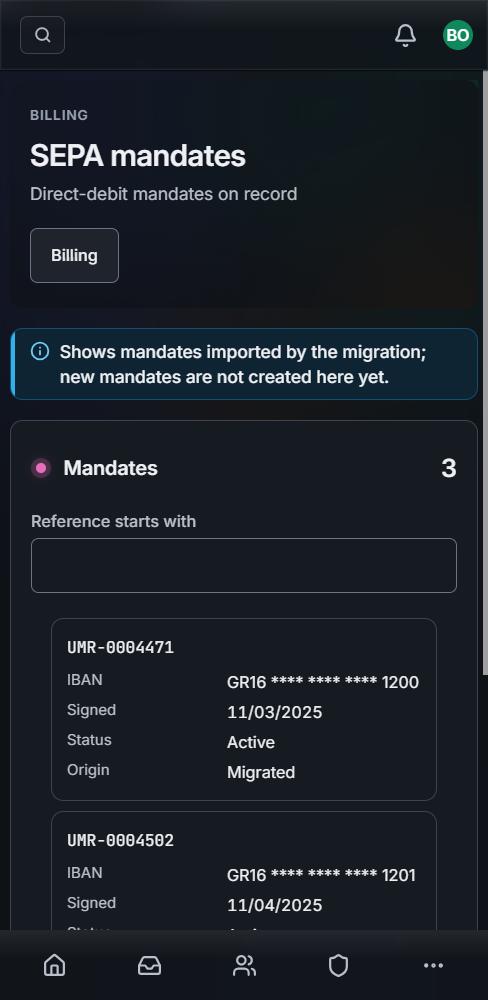 BO
BILLING
SEPA mandates
Direct-debit mandates on record
Billing
Shows mandates imported by the migration;
new mandates are not created here yet.
Mandates 3
Reference starts with
UMR-0004471
IBAN GR16 **** **** **** 1200
Signed 11/03/2025
Status Active
Origin Migrated
UMR-0004502
IBAN GR16 **** **** **** 1201
Signed 11/04/2025